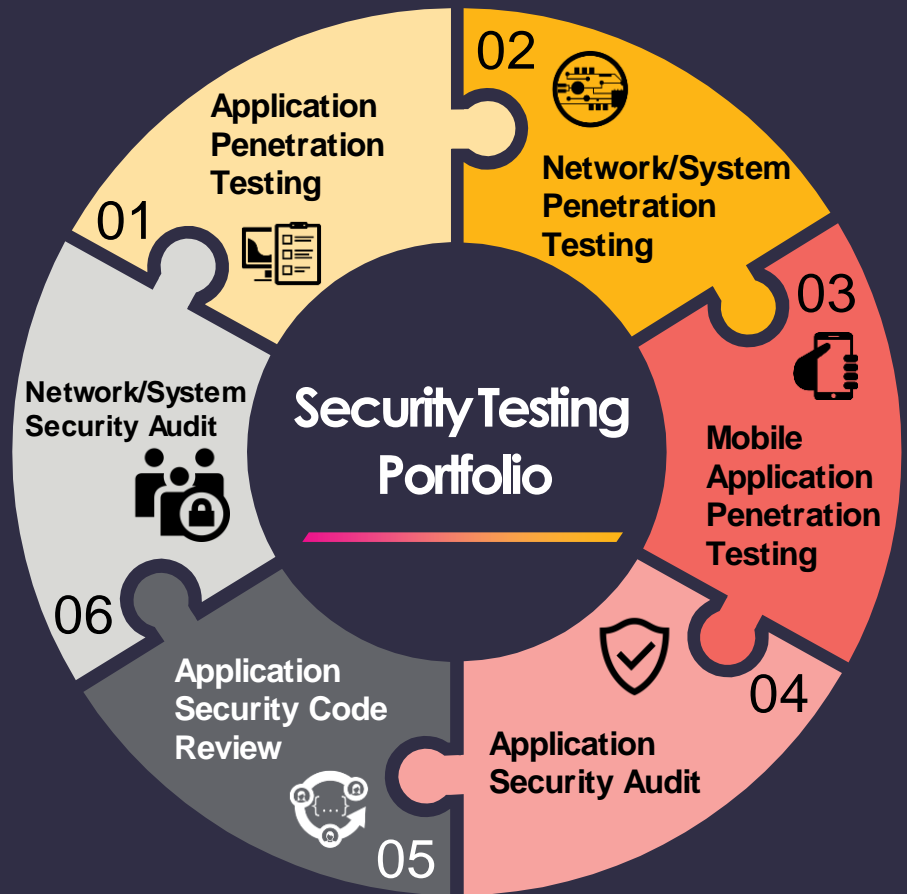 Security Testing
Portfolio
01
Application
Penetration
Testing
02
Network/System
Penetration
Testing
03
Mobile
Application
Penetration
Testing
04
Application
Security Audit
05
Application
Security Code
Review
{...}
06
Network/System
Security Audit